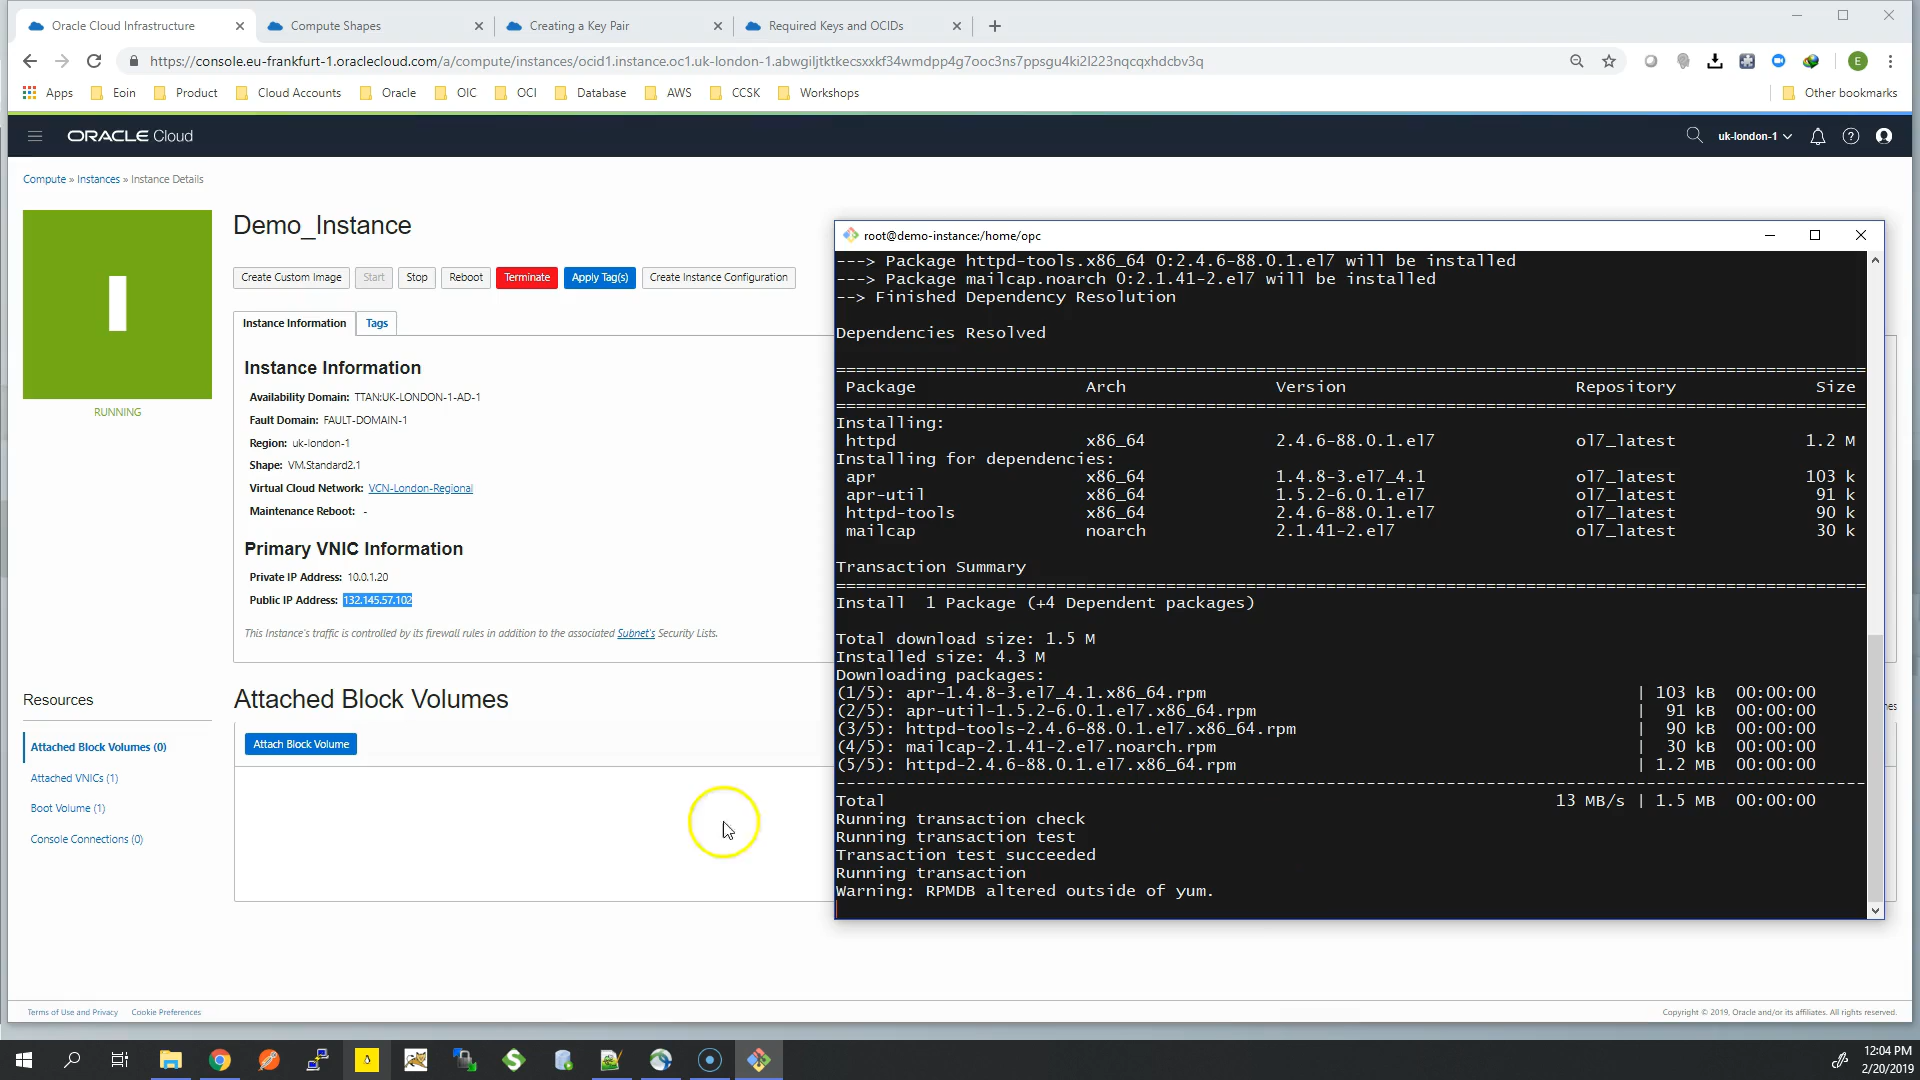 Oracle Cloud Infrastructure
Compute Shapes
Creating a Key Pair
Required Keys and OCIDs
https://console.eu-frankfurt-1.oraclecloud.com/a/compute/instances/ocid1.instance.oc1.uk-london-1.abwgiljtktkecsxxkf34wmdpp4g7ooc3ns7ppsgu4ki2l223nqcqxhdcbv3q
E
Apps Eoin Product Cloud Accounts Oracle OIC OCI Database AWS CCSK Workshops Other bookmarks
ORACLE Cloud
uk-london-1
Compute » Instances » Instance Details
I
RUNNING
Demo_Instance
Create Custom Image Start Stop Reboot Terminate Apply Tag(s) Create Instance Configuration
Instance Information Tags
Instance Information
Availability Domain: TTAN:UK-LONDON-1-AD-1
Fault Domain: FAULT-DOMAIN-1
Region: uk-london-1
Shape: VM.Standard2.1
Virtual Cloud Network: VCN-London-Regional
Maintenance Reboot: -
Primary VNIC Information
Private IP Address: 10.0.1.20
Public IP Address: 132.145.57.102
This Instance's traffic is controlled by its firewall rules in addition to the associated Subnet's Security Lists.
Resources
Attached Block Volumes (0)
Attached VNICs (1)
Boot Volume (1)
Console Connections (0)
Attached Block Volumes
Attach Block Volume
root@demo-instance:/home/opc
---> Package httpd-tools.x86_64 0:2.4.6-88.0.1.el7 will be installed
---> Package mailcap.noarch 0:2.1.41-2.el7 will be installed
--> Finished Dependency Resolution
Dependencies Resolved
Package Arch Version Repository Size
Installing:
httpd x86_64 2.4.6-88.0.1.el7 ol7_latest 1.2 M
Installing for dependencies:
apr x86_64 1.4.8-3.el7_4.1 ol7_latest 103 k
apr-util x86_64 1.5.2-6.0.1.el7 ol7_latest 91 k
httpd-tools x86_64 2.4.6-88.0.1.el7 ol7_latest 90 k
mailcap noarch 2.1.41-2.el7 ol7_latest 30 k
Transaction Summary
Install 1 Package (+4 Dependent packages)
Total download size: 1.5 M
Installed size: 4.3 M
Downloading packages:
(1/5): apr-1.4.8-3.el7_4.1.x86_64.rpm | 103 kB 00:00:00
(2/5): apr-util-1.5.2-6.0.1.el7.x86_64.rpm | 91 kB 00:00:00
(3/5): httpd-tools-2.4.6-88.0.1.el7.x86_64.rpm | 90 kB 00:00:00
(4/5): mailcap-2.1.41-2.el7.noarch.rpm | 30 kB 00:00:00
(5/5): httpd-2.4.6-88.0.1.el7.x86_64.rpm | 1.2 MB 00:00:00
Total 13 MB/s | 1.5 MB 00:00:00
Running transaction check
Running transaction test
Transaction test succeeded
Running transaction
Warning: RPMDB altered outside of yum.
Terms of Use and Privacy Cookie Preferences
Copyright © 2019, Oracle and/or its affiliates. All rights reserved.
12:04 PM
2/20/2019